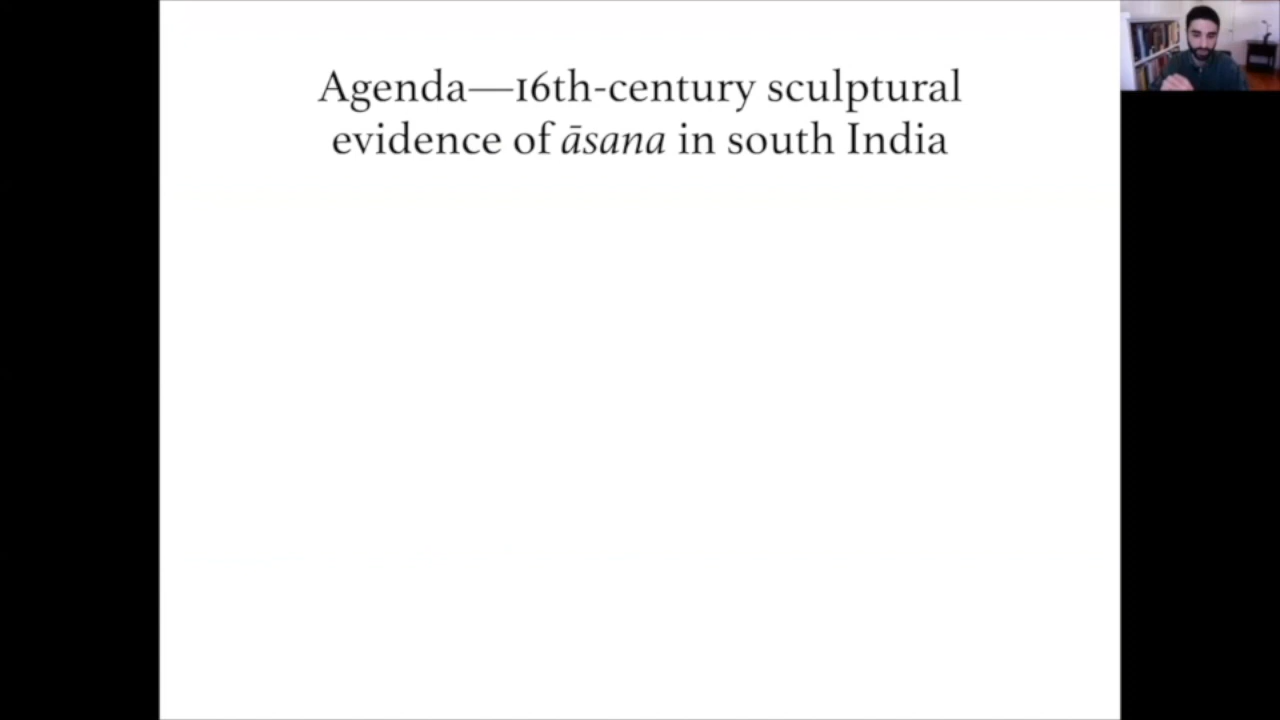 Agenda—16th-century sculptural
evidence of āsana in south India